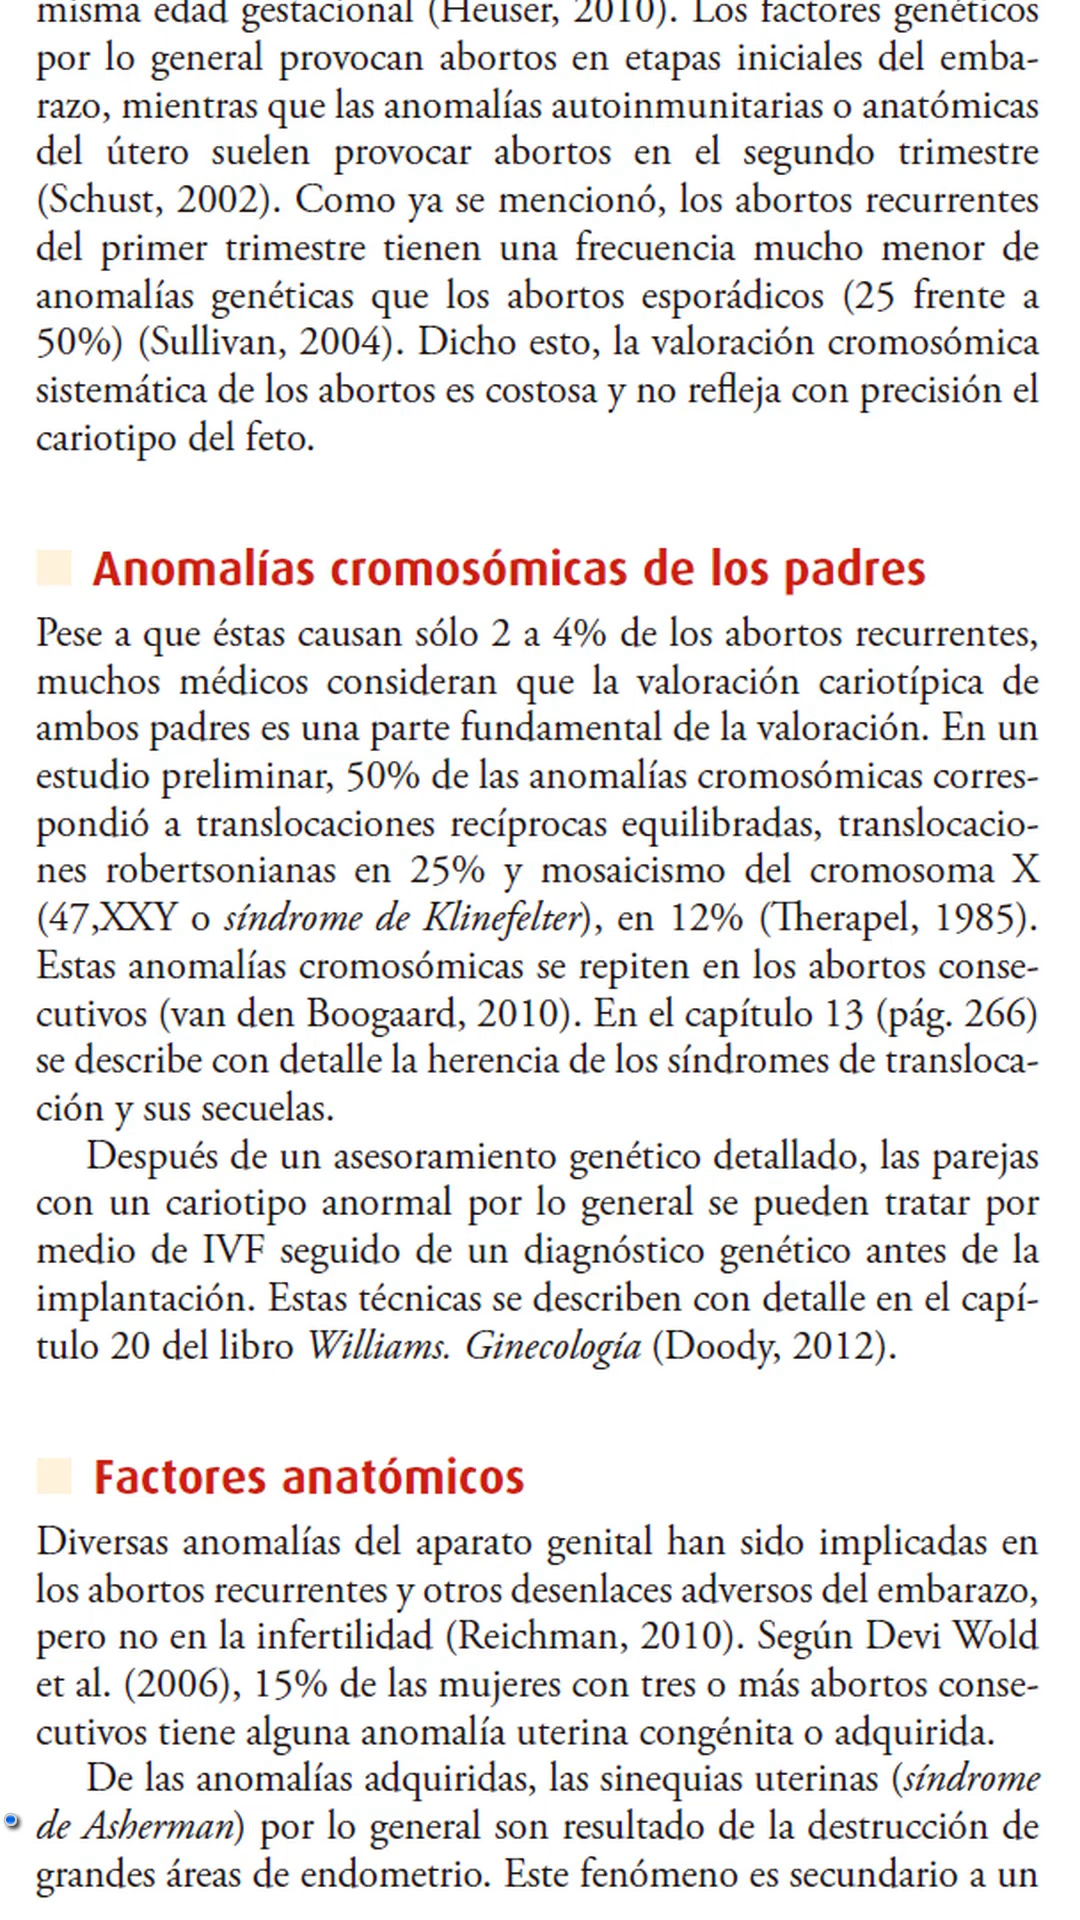 misma edad gestacional (Heuser, 2010). Los factores genéticos
por lo general provocan abortos en etapas iniciales del emba-
razo, mientras que las anomalías autoinmunitarias o anatómicas
del útero suelen provocar abortos en el segundo trimestre
(Schust, 2002). Como ya se mencionó, los abortos recurrentes
del primer trimestre tienen una frecuencia mucho menor de
anomalías genéticas que los abortos esporádicos (25 frente a
50%) (Sullivan, 2004). Dicho esto, la valoración cromosómica
sistemática de los abortos es costosa y no refleja con precisión el
cariotipo del feto.
Anomalías cromosómicas de los padres
Pese a que éstas causan sólo 2 a 4% de los abortos recurrentes,
muchos médicos consideran que la valoración cariotípica de
ambos padres es una parte fundamental de la valoración. En un
estudio preliminar, 50% de las anomalías cromosómicas corres-
pondió a translocaciones recíprocas equilibradas, translocacio-
nes robertsonianas en 25% y mosaicismo del cromosoma X
(47,XXY o síndrome de Klinefelter), en 12% (Therapel, 1985).
Estas anomalías cromosómicas se repiten en los abortos conse-
cutivos (van den Boogaard, 2010). En el capítulo 13 (pág. 266)
se describe con detalle la herencia de los síndromes de transloca-
ción y sus secuelas.
Después de un asesoramiento genético detallado, las parejas
con un cariotipo anormal por lo general se pueden tratar por
medio de IVF seguido de un diagnóstico genético antes de la
implantación. Estas técnicas se describen con detalle en el capí-
tulo 20 del libro Williams. Ginecología (Doody, 2012).
Factores anatómicos
Diversas anomalías del aparato genital han sido implicadas en
los abortos recurrentes y otros desenlaces adversos del embarazo,
pero no en la infertilidad (Reichman, 2010). Según Devi Wold
et al. (2006), 15% de las mujeres con tres o más abortos conse-
cutivos tiene alguna anomalía uterina congénita o adquirida.
De las anomalías adquiridas, las sinequias uterinas (síndrome
de Asherman) por lo general son resultado de la destrucción de
grandes áreas de endometrio. Este fenómeno es secundario a un